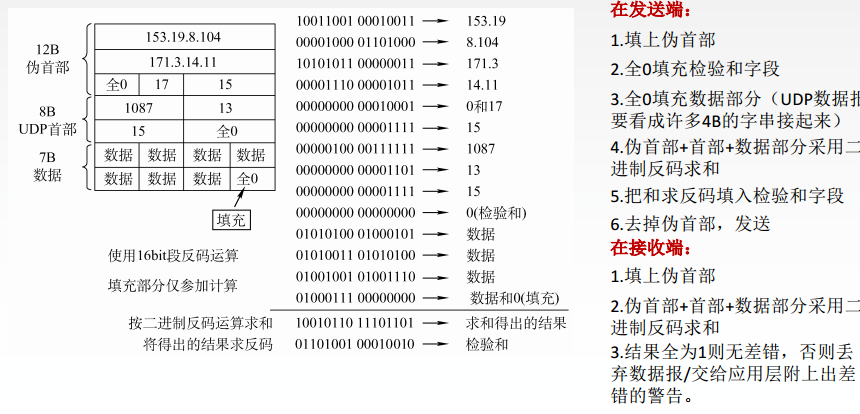 12B
伪首部
153.19.8.104
171.3.14.11
全0 17 15
8B
UDP首部
1087 13
15 全0
7B
数据
数据 数据 数据 数据
数据 数据 数据 全0
填充
使用16bit段反码运算
填充部分仅参加计算
10011001 00010011 → 153.19
00001000 01101000 → 8.104
10101011 00000011 → 171.3
00001110 00001011 → 14.11
00000000 00010001 → 0和17
00000000 00001111 → 15
00000100 00111111 → 1087
00000000 00001101 → 13
00000000 00001111 → 15
00000000 00000000 → 0(检验和)
01010100 01000101 → 数据
01010011 01010100 → 数据
01001001 01001110 → 数据
01000111 00000000 → 数据和0(填充)
按二进制反码运算求和 10010110 11101101 → 求和得出的结果
将得出的结果求反码 01101001 00010010 → 检验和
在发送端：
1.填上伪首部
2.全0填充检验和字段
3.全0填充数据部分（UDP数据报
要看成许多4B的字串接起来）
4.伪首部+首部+数据部分采用二
进制反码求和
5.把和求反码填入检验和字段
6.去掉伪首部，发送
在接收端：
1.填上伪首部
2.伪首部+首部+数据部分采用二
进制反码求和
3.结果全为1则无差错，否则丢
弃数据报/交给应用层附上出差
错的警告。